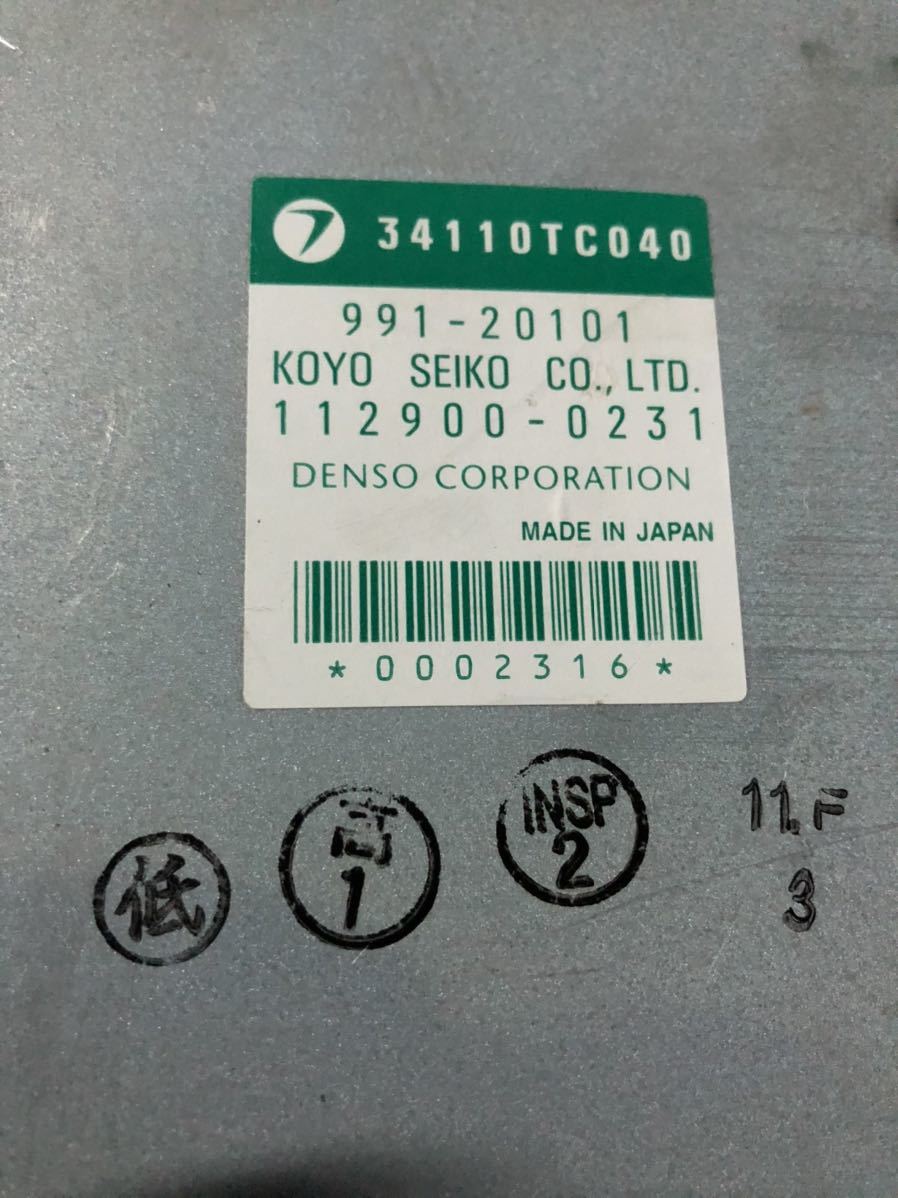 34110TC040
991-20101
KOYO SEIKO CO., LTD.
112900-0231
DENSO CORPORATION
MADE IN JAPAN
*0002316*
低
高
1
INSP
2
11.F
3